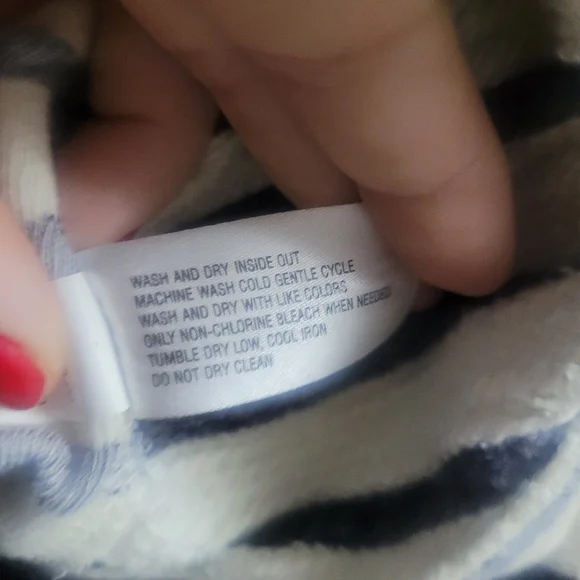 WASH AND DRY INSIDE OUT
MACHINE WASH COLD GENTLE CYCLE
WASH AND DRY WITH LIKE COLORS
ONLY NON-CHLORINE BLEACH WHEN NEEDED
TUMBLE DRY LOW, COOL IRON
DO NOT DRY CLEAN